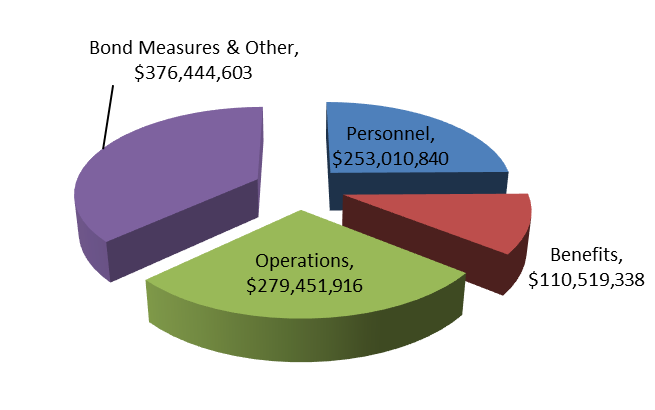 Bond Measures & Other,
$376,444,603
Personnel,
$253,010,840
Benefits,
$110,519,338
Operations,
$279,451,916